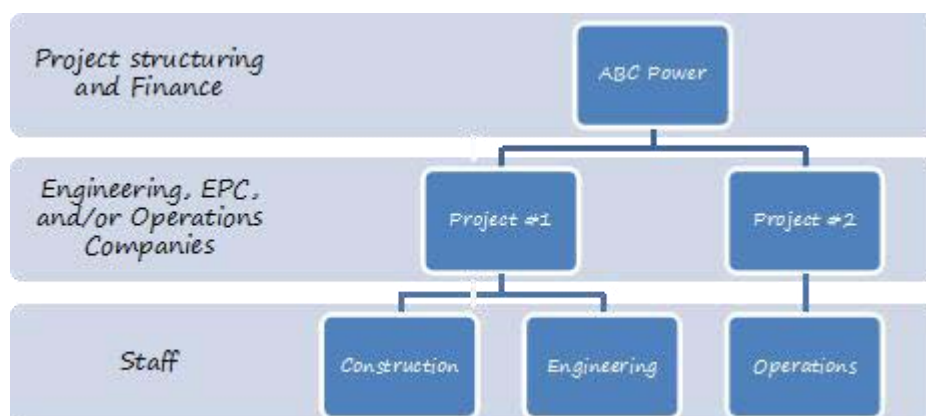 Project structuring
and Finance
ABC Power
Engineering, EPC,
and/or Operations
Companies
Project #1
Project #2
Staff
Construction
Engineering
Operations